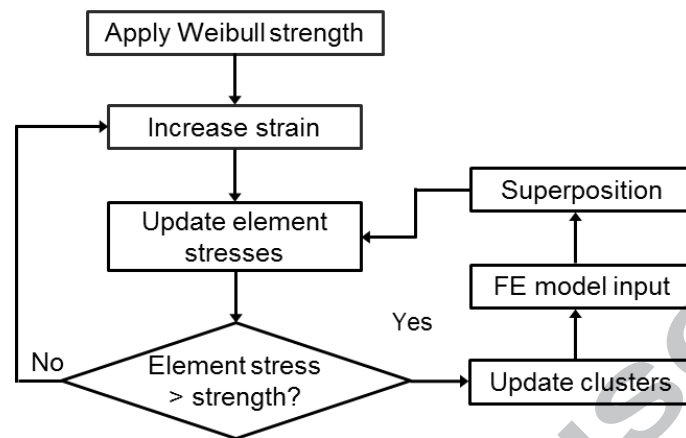 Apply Weibull strength
Increase strain
Superposition
Update element
stresses
FE model input
Yes
No
Element stress
> strength?
Update clusters